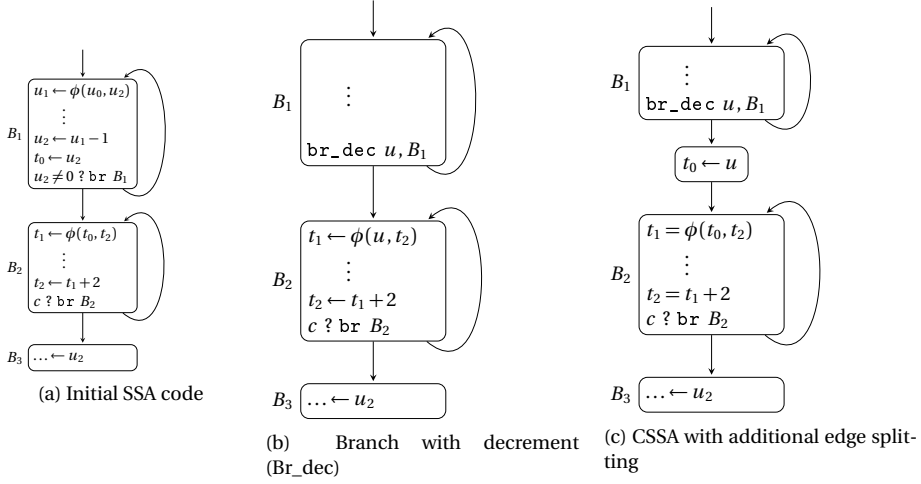 u₁ ← ϕ(u₀, u₂)
⋮
B₁
u₂ ← u₁ − 1
t₀ ← u₂
u₂ ≠ 0 ? br B₁
t₁ ← ϕ(t₀, t₂)
⋮
B₂
t₂ ← t₁ + 2
c ? br B₂
B₃
... ← u₂
(a) Initial SSA code
B₁
⋮
br_dec u, B₁
t₁ ← ϕ(u, t₂)
B₂
⋮
t₂ ← t₁ + 2
c ? br B₂
B₃
... ← u₂
(b) Branch with decrement
(Br_dec)
B₁
⋮
br_dec u, B₁
t₀ ← u
t₁ = ϕ(t₀, t₂)
B₂
⋮
t₂ = t₁ + 2
c ? br B₂
B₃
... ← u₂
(c) CSSA with additional edge split-
ting